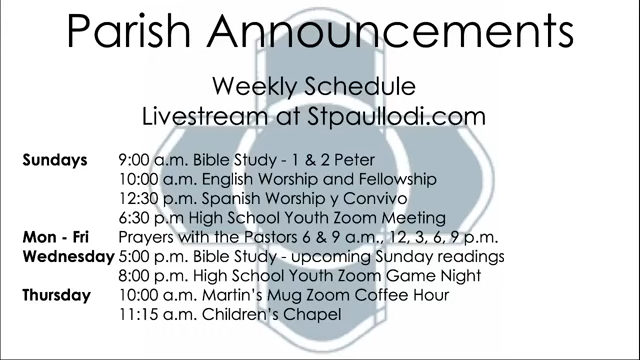 Parish Announcements
Weekly Schedule
Livestream at Stpaullodi.com
Sundays 9:00 a.m. Bible Study - 1 & 2 Peter
10:00 a.m. English Worship and Fellowship
12:30 p.m. Spanish Worship y Convivo
6:30 p.m High School Youth Zoom Meeting
Mon - Fri Prayers with the Pastors 6 & 9 a.m., 12, 3, 6, 9 p.m.
Wednesday 5:00 p.m. Bible Study - upcoming Sunday readings
8:00 p.m. High School Youth Zoom Game Night
Thursday 10:00 a.m. Martin's Mug Zoom Coffee Hour
11:15 a.m. Children's Chapel